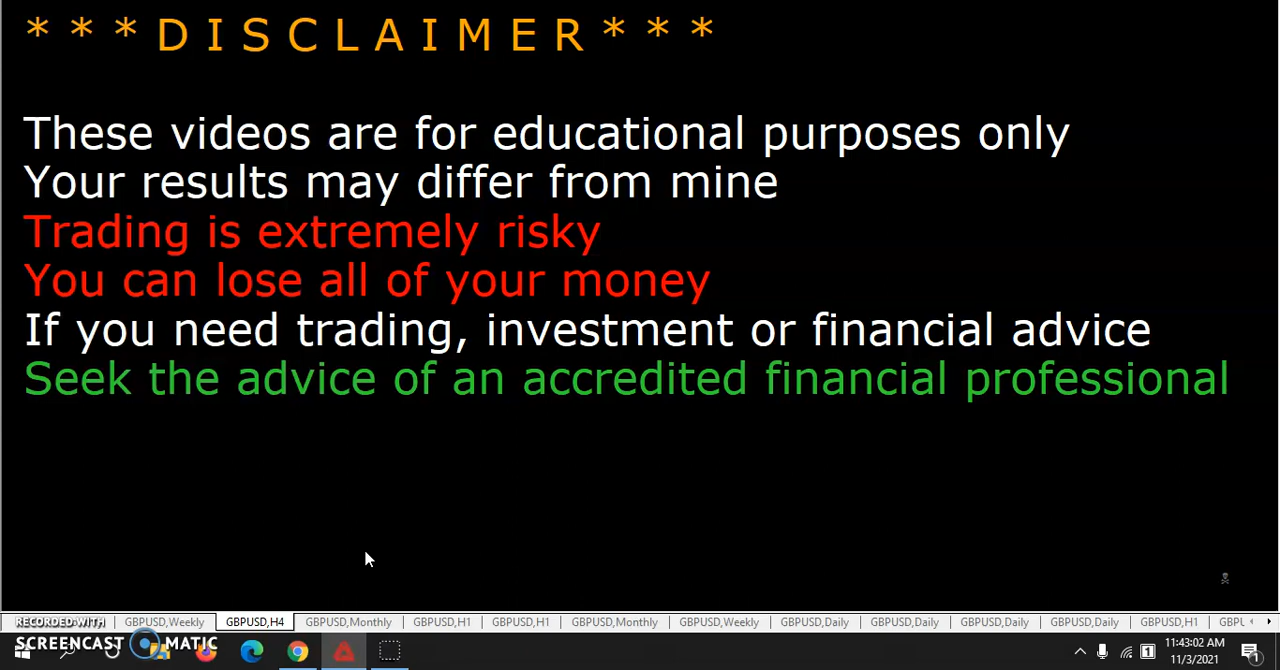 * * * D I S C L A I M E R * * *
These videos are for educational purposes only
Your results may differ from mine
Trading is extremely risky
You can lose all of your money
If you need trading, investment or financial advice
Seek the advice of an accredited financial professional
RECORDED WITH
GBPUSD,Weekly GBPUSD,H4 GBPUSD,Monthly GBPUSD,H1 GBPUSD,H1 GBPUSD,Monthly GBPUSD,Weekly GBPUSD,Daily GBPUSD,Daily GBPUSD,Daily GBPUSD,Daily GBPUSD,H1 GBPU
SCREENCAST MATIC
11:43:02 AM
11/3/2021
1
1